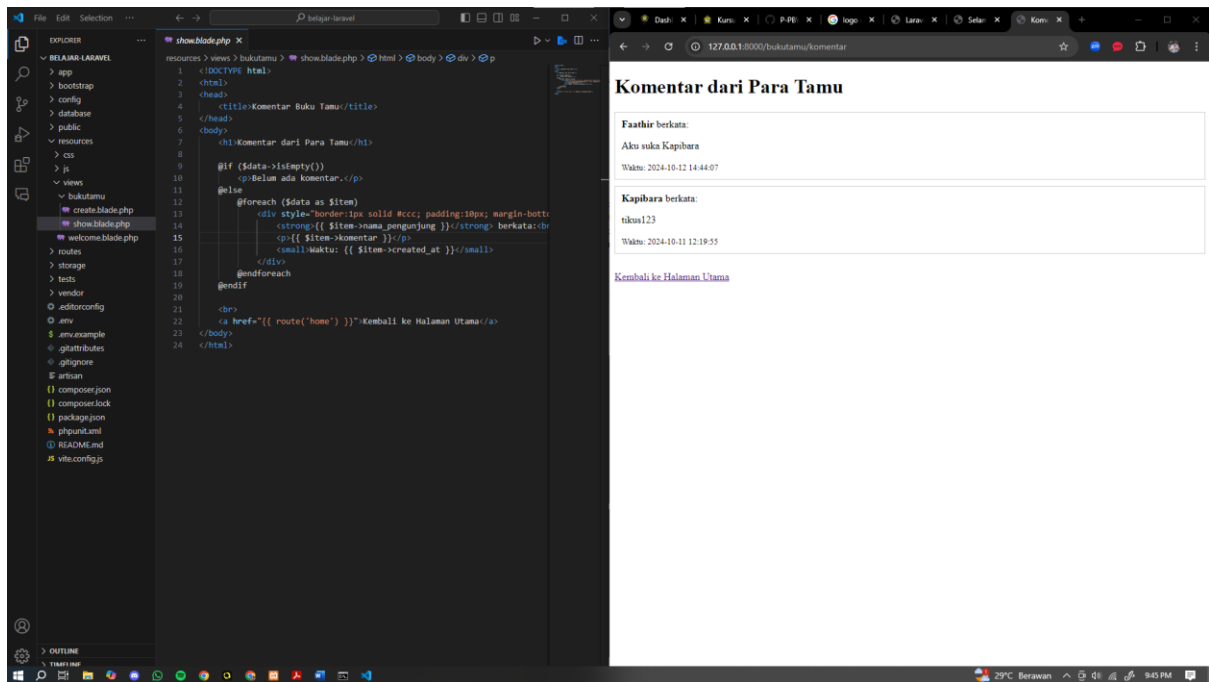 File Edit Selection ···
belajar-laravel
EXPLORER ···
BELAJAR-LARAVEL
app
bootstrap
config
database
public
resources
css
js
views
bukutamu
create.blade.php
show.blade.php
welcome.blade.php
routes
storage
tests
vendor
.editorconfig
.env
.env.example
.gitattributes
.gitignore
artisan
composer.json
composer.lock
package.json
phpunit.xml
README.md
vite.config.js
OUTLINE
TIMELINE
show.blade.php
resources > views > bukutamu > show.blade.php > html > body > div > p
1 <!DOCTYPE html>
2 <html>
3 <head>
4 <title>Komentar Buku Tamu</title>
5 </head>
6 <body>
7 <h1>Komentar dari Para Tamu</h1>
8
9 @if ($data->isEmpty())
10 <p>Belum ada komentar.</p>
11 @else
12 @foreach ($data as $item)
13 <div style="border:1px solid #ccc; padding:10px; margin-botto
14 <strong>{{ $item->nama_pengunjung }}</strong> berkata:<br
15 <p>{{ $item->komentar }}</p>
16 <small>Waktu: {{ $item->created_at }}</small>
17 </div>
18 @endforeach
19 @endif
20
21 <br>
22 <a href="{{ route('home') }}">Kembali ke Halaman Utama</a>
23 </body>
24 </html>
Dash Kurs P-PB logo Lara Sela Kom
127.0.0.1:8000/bukutamu/komentar
Komentar dari Para Tamu
Faathir berkata:
Aku suka Kapibara
Waktu: 2024-10-12 14:44:07
Kapibara berkata:
tikus123
Waktu: 2024-10-11 12:19:55
Kembali ke Halaman Utama
29°C Berawan 9:45 PM